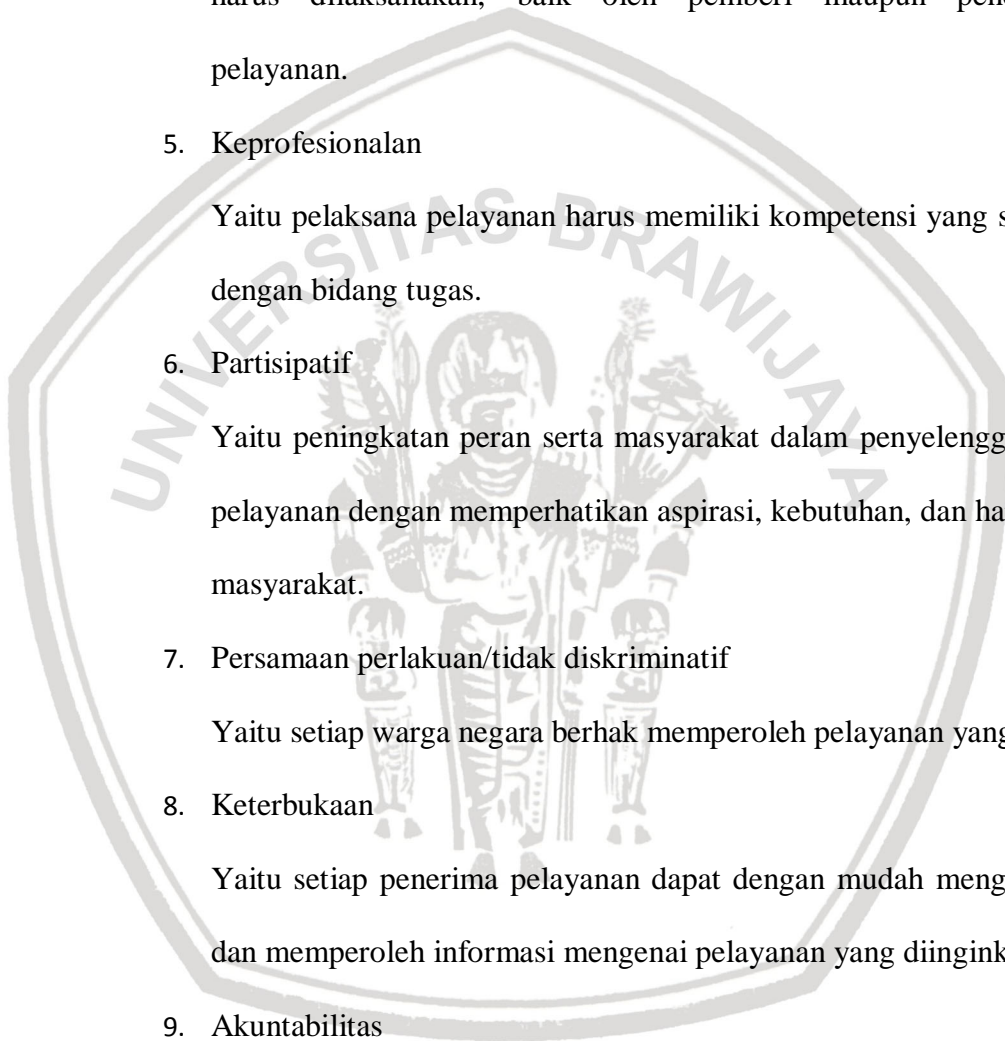 harus dilaksanakan, baik oleh pemberi maupun
pelayanan.
5. Keprofesionalan
Yaitu pelaksana pelayanan harus memiliki kompetensi yang
dengan bidang tugas.
6. Partisipatif
Yaitu peningkatan peran serta masyarakat dalam
pelayanan dengan memperhatikan aspirasi, kebutuhan, dan
masyarakat.
7. Persamaan perlakuan/tidak diskriminatif
Yaitu setiap warga negara berhak memperoleh pelayanan yang
8. Keterbukaan
Yaitu setiap penerima pelayanan dapat dengan mudah
dan memperoleh informasi mengenai pelayanan yang
9. Akuntabilitas
UNIVERSITAS BRAWIJAYA